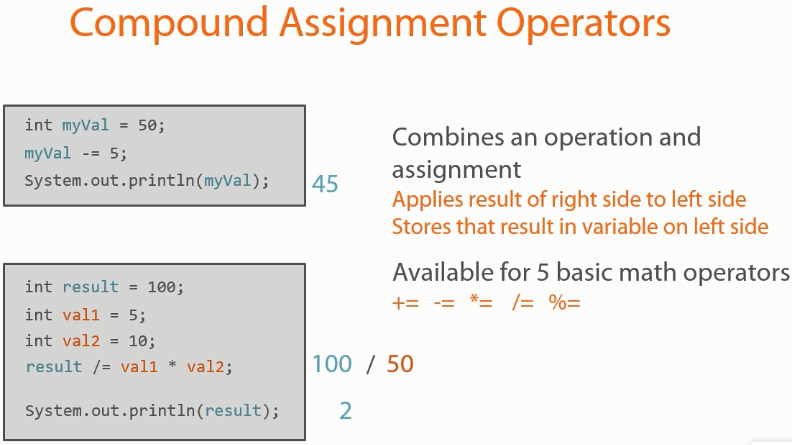 Compound Assignment Operators
int myVal = 50;
myVal -= 5;
System.out.println(myVal);
45
Combines an operation and
assignment
Applies result of right side to left side
Stores that result in variable on left side
Available for 5 basic math operators
+= -= *= /= %=
int result = 100;
int val1 = 5;
int val2 = 10;
result /= val1 * val2;
100 / 50
System.out.println(result);
2